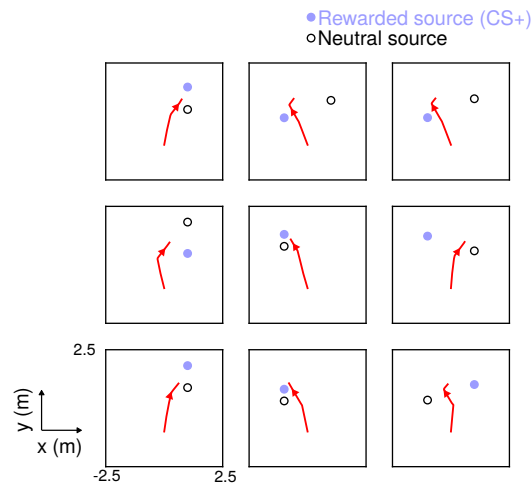 Rewarded source (CS+)
Neutral source
2.5
y (m)
x (m)
-2.5
2.5